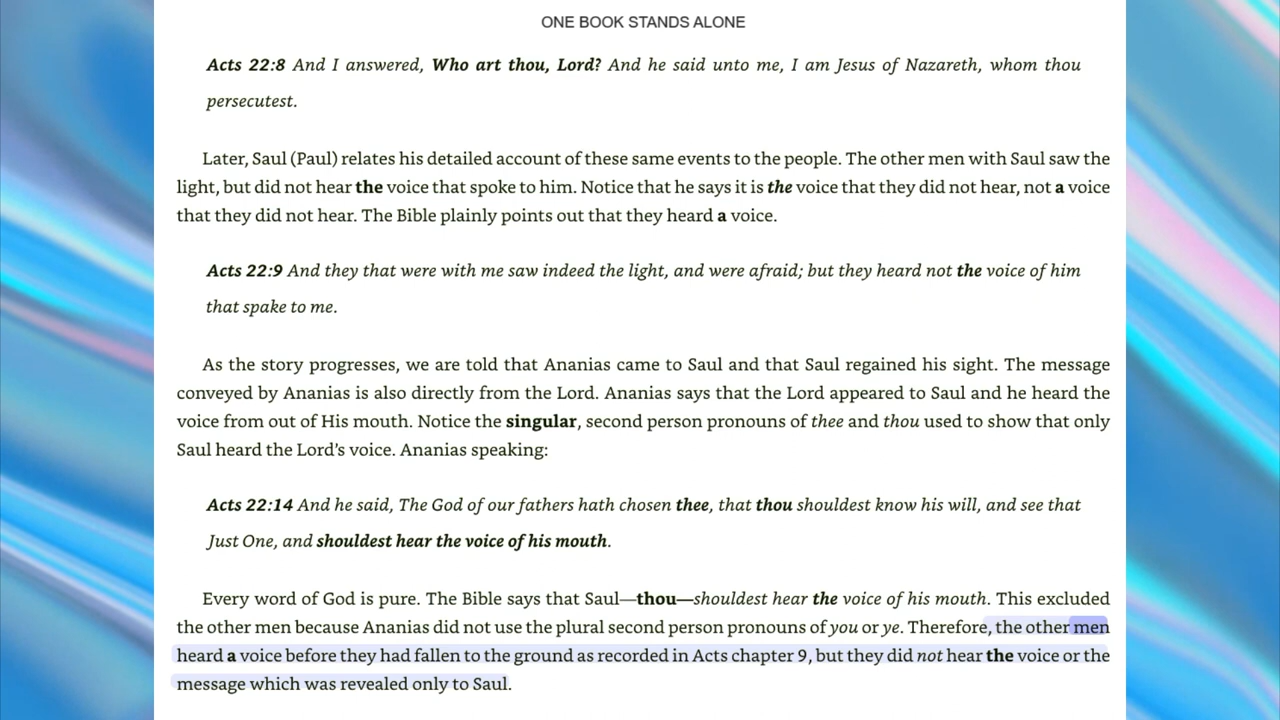 ONE BOOK STANDS ALONE
Acts 22:8 And I answered, Who art thou, Lord? And he said unto me, I am Jesus of Nazareth, whom thou
persecutest.
Later, Saul (Paul) relates his detailed account of these same events to the people. The other men with Saul saw the
light, but did not hear the voice that spoke to him. Notice that he says it is the voice that they did not hear, not a voice
that they did not hear. The Bible plainly points out that they heard a voice.
Acts 22:9 And they that were with me saw indeed the light, and were afraid; but they heard not the voice of him
that spake to me.
As the story progresses, we are told that Ananias came to Saul and that Saul regained his sight. The message
conveyed by Ananias is also directly from the Lord. Ananias says that the Lord appeared to Saul and he heard the
voice from out of His mouth. Notice the singular, second person pronouns of thee and thou used to show that only
Saul heard the Lord's voice. Ananias speaking:
Acts 22:14 And he said, The God of our fathers hath chosen thee, that thou shouldest know his will, and see that
Just One, and shouldest hear the voice of his mouth.
Every word of God is pure. The Bible says that Saul—thou—shouldest hear the voice of his mouth. This excluded
the other men because Ananias did not use the plural second person pronouns of you or ye. Therefore, the other men
heard a voice before they had fallen to the ground as recorded in Acts chapter 9, but they did not hear the voice or the
message which was revealed only to Saul.